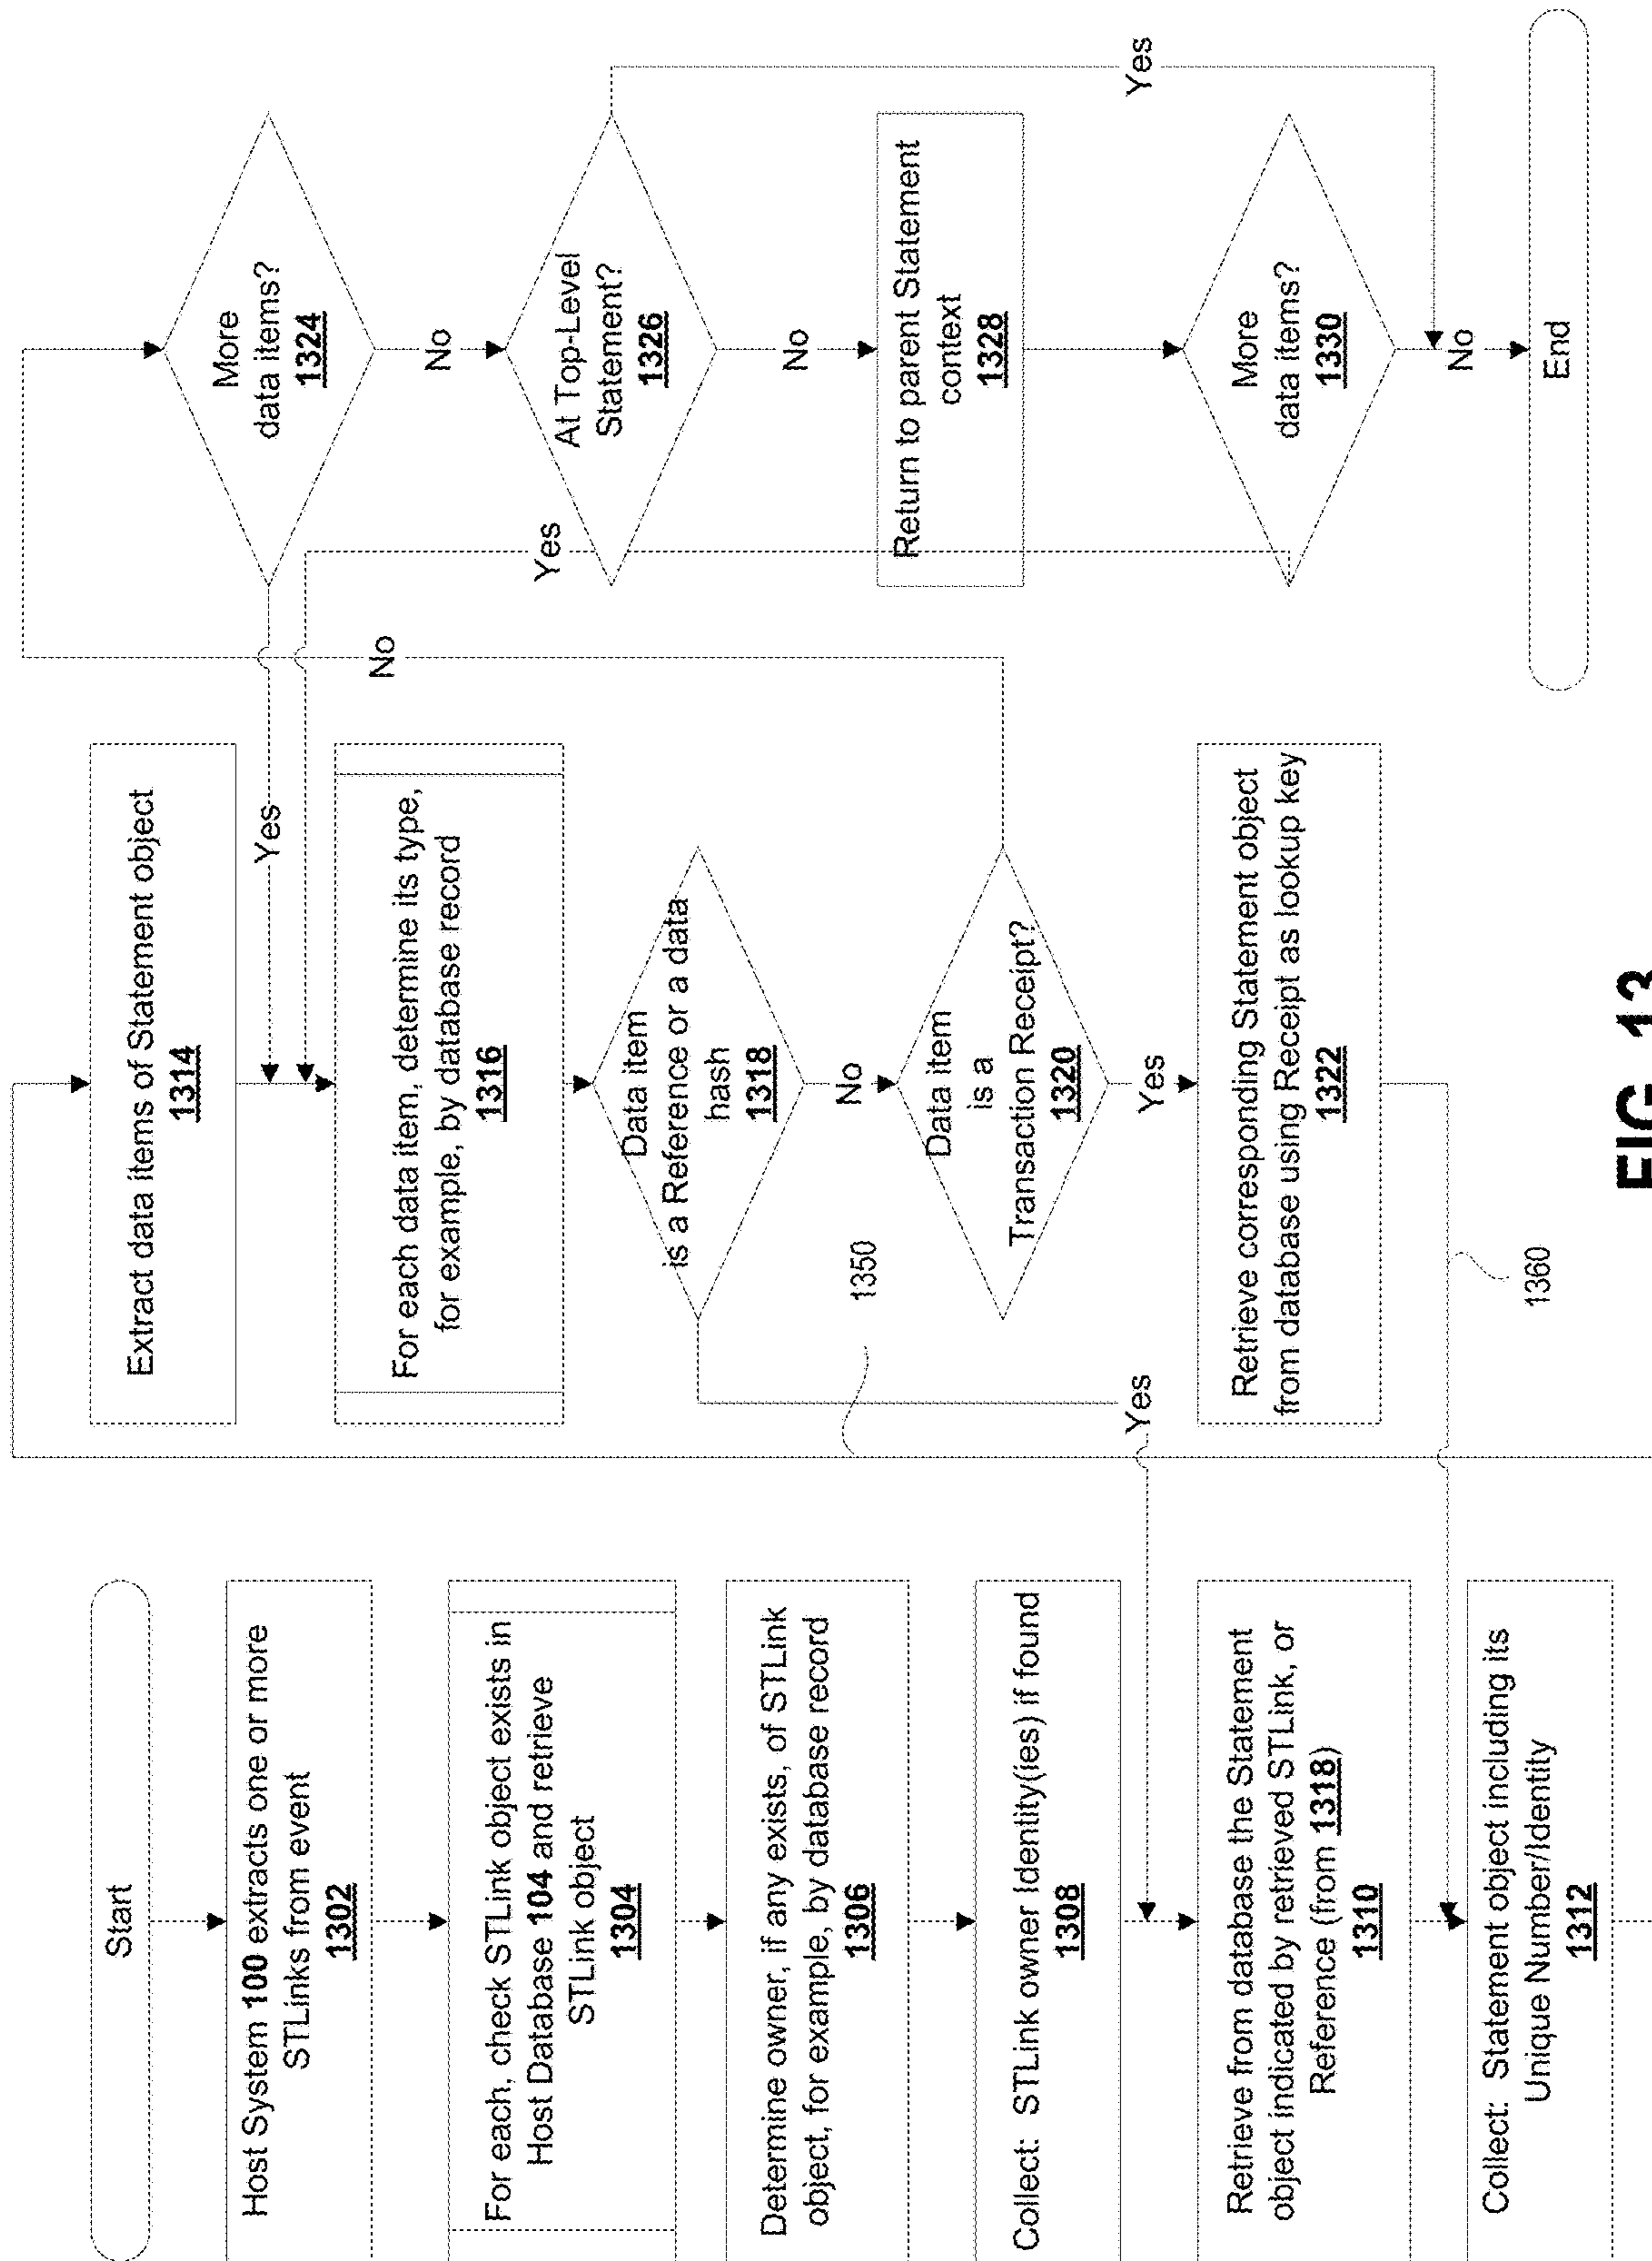 Start
Host System 100 extracts one or more
STLinks from event
1302
For each, check STLink object exists in
Host Database 104 and retrieve
STLink object
1304
Determine owner, if any exists, of STLink
object, for example, by database record
1306
Collect: STLink owner Identity(ies) if found
1308
Retrieve from database the Statement
object indicated by retrieved STLink, or
Reference (from 1318)
1310
Collect: Statement object including its
Unique Number/Identity
1312
Extract data items of Statement object
1314
Yes
For each data item, determine its type,
for example, by database record
1316
Data item
is a Reference or a data
hash
1318
No
Yes
1350
Data item
is a
Transaction Receipt?
1320
No
Yes
Retrieve corresponding Statement object
from database using Receipt as lookup key
1322
1360
More
data items?
1324
No
At Top-Level
Statement?
1326
Yes
No
Return to parent Statement
context
1328
More
data items?
1330
Yes
No
End
FIG. 13